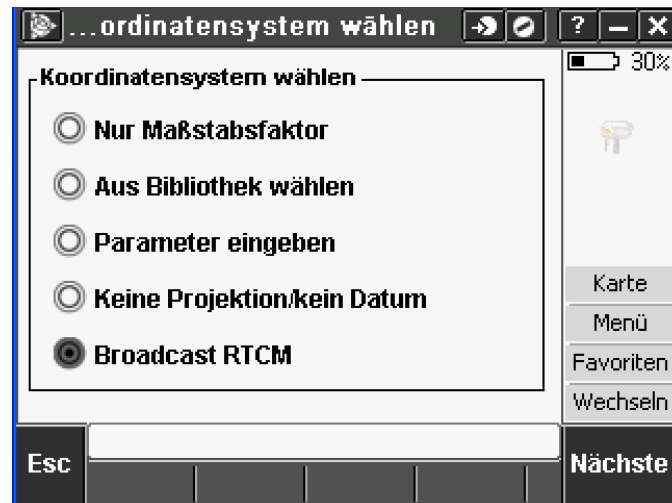 ...ordinatensystem wählen
?
30%
Koordinatensystem wählen
Nur Maßstabsfaktor
Aus Bibliothek wählen
Parameter eingeben
Keine Projektion/kein Datum
Broadcast RTCM
Karte
Menü
Favoriten
Wechseln
Esc
Nächste